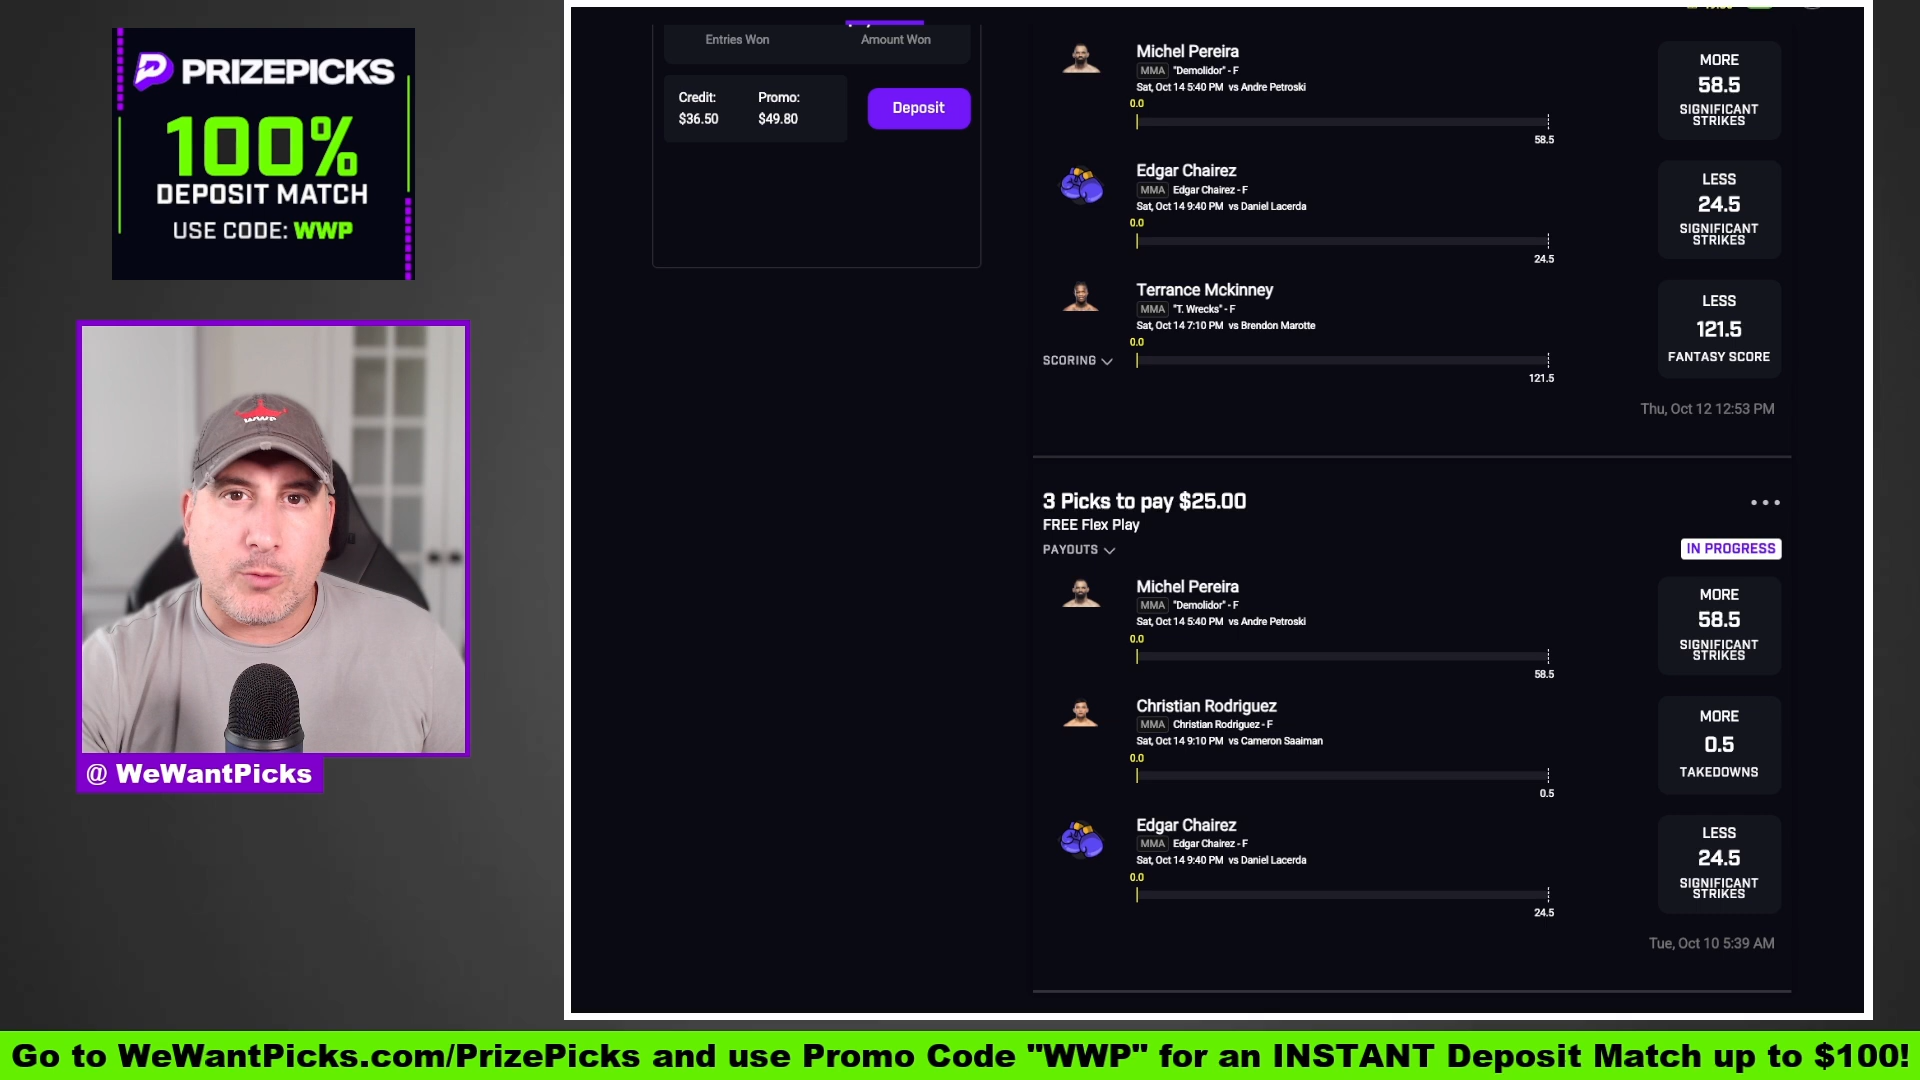 PRIZEPICKS
100%
DEPOSIT MATCH
USE CODE: WWP
WWP
@ WeWantPicks
Entries Won
Amount Won
Credit:
$36.50
Promo:
$49.80
Deposit
Michel Pereira
MMA "Demolidor" - F
Sat, Oct 14 5:40 PM vs Andre Petroski
0.0
58.5
MORE
58.5
SIGNIFICANT
STRIKES
Edgar Chairez
MMA Edgar Chairez - F
Sat, Oct 14 9:40 PM vs Daniel Lacerda
0.0
24.5
LESS
24.5
SIGNIFICANT
STRIKES
Terrance Mckinney
MMA "T. Wrecks" - F
Sat, Oct 14 7:10 PM vs Brendon Marotte
0.0
SCORING
121.5
LESS
121.5
FANTASY SCORE
Thu, Oct 12 12:53 PM
3 Picks to pay $25.00
FREE Flex Play
PAYOUTS
IN PROGRESS
Michel Pereira
MMA "Demolidor" - F
Sat, Oct 14 5:40 PM vs Andre Petroski
0.0
58.5
MORE
58.5
SIGNIFICANT
STRIKES
Christian Rodriguez
MMA Christian Rodriguez - F
Sat, Oct 14 9:10 PM vs Cameron Saaiman
0.0
0.5
MORE
0.5
TAKEDOWNS
Edgar Chairez
MMA Edgar Chairez - F
Sat, Oct 14 9:40 PM vs Daniel Lacerda
0.0
24.5
LESS
24.5
SIGNIFICANT
STRIKES
Tue, Oct 10 5:39 AM
Go to WeWantPicks.com/PrizePicks and use Promo Code "WWP" for an INSTANT Deposit Match up to $100!